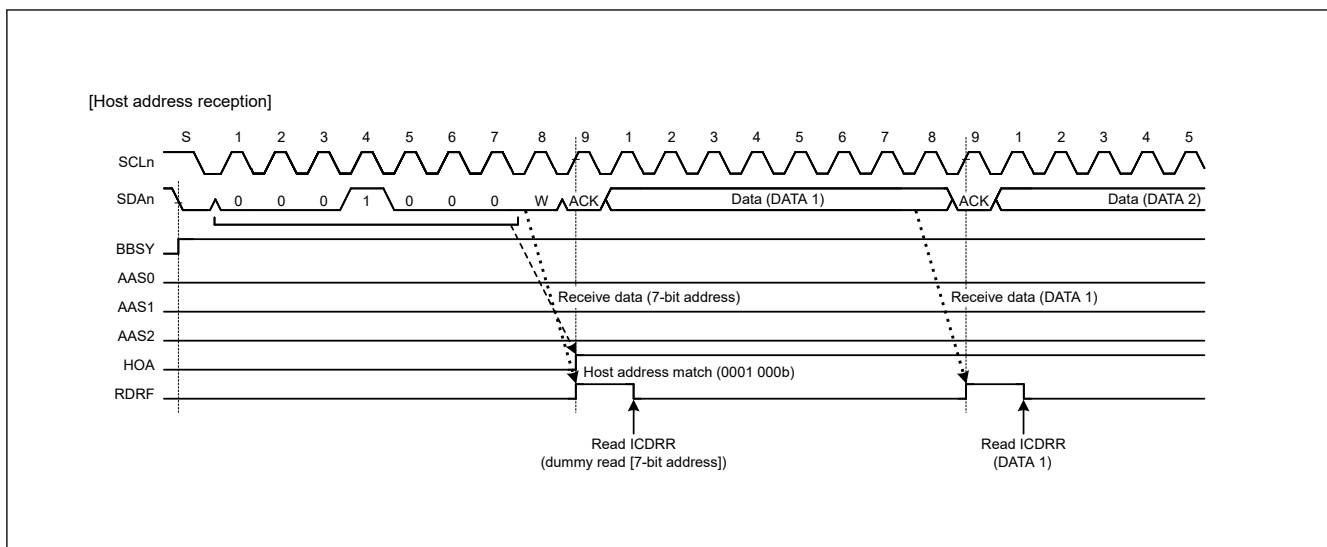 [Host address reception]
S 1 2 3 4 5 6 7 8 9 1 2 3 4 5 6 7 8 9 1 2 3 4 5
SCLn
SDAn 0 0 0 1 0 0 0 W ACK Data (DATA 1) ACK Data (DATA 2)
BBSY
AAS0
AAS1
Receive data (7-bit address) Receive data (DATA 1)
AAS2
HOA
Host address match (0001 000b)
RDRF
Read ICDRR Read ICDRR
(dummy read [7-bit address]) (DATA 1)